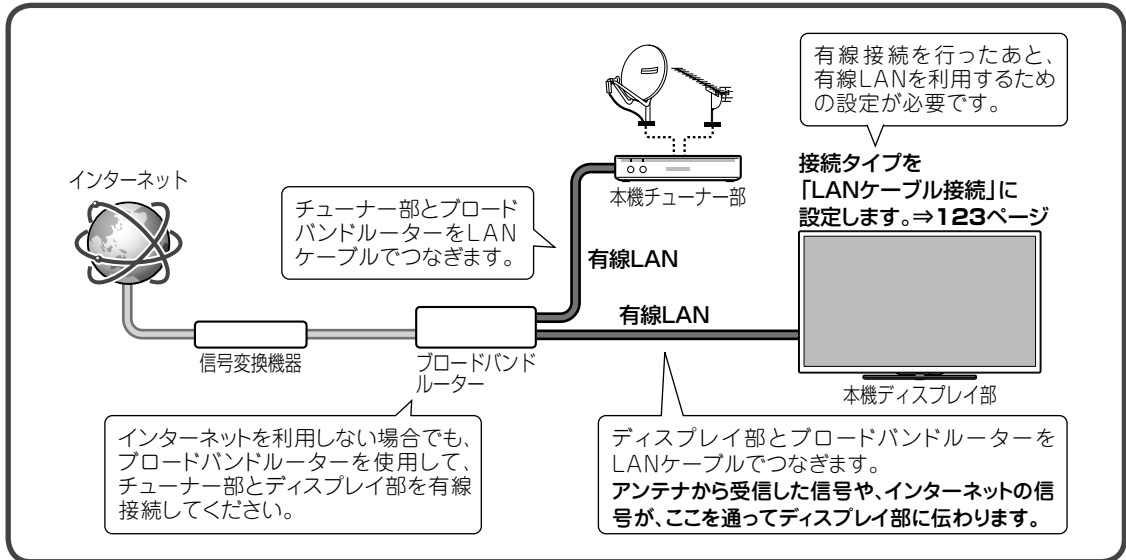 有線接続を行ったあと、
有線LANを利用するため
の設定が必要です。
接続タイプを
「LANケーブル接続」に
設定します。⇒123ページ
インターネット
本機チューナー部
チューナー部とブロード
バンドルーターをLAN
ケーブルでつなぎます。
有線LAN
有線LAN
信号変換機器
ブロードバンド
ルーター
本機ディスプレイ部
インターネットを利用しない場合でも、
ブロードバンドルーターを使用して、
チューナー部とディスプレイ部を有線
接続してください。
ディスプレイ部とブロードバンドルーターを
LANケーブルでつなぎます。
アンテナから受信した信号や、インターネットの信
号が、ここを通ってディスプレイ部に伝わります。